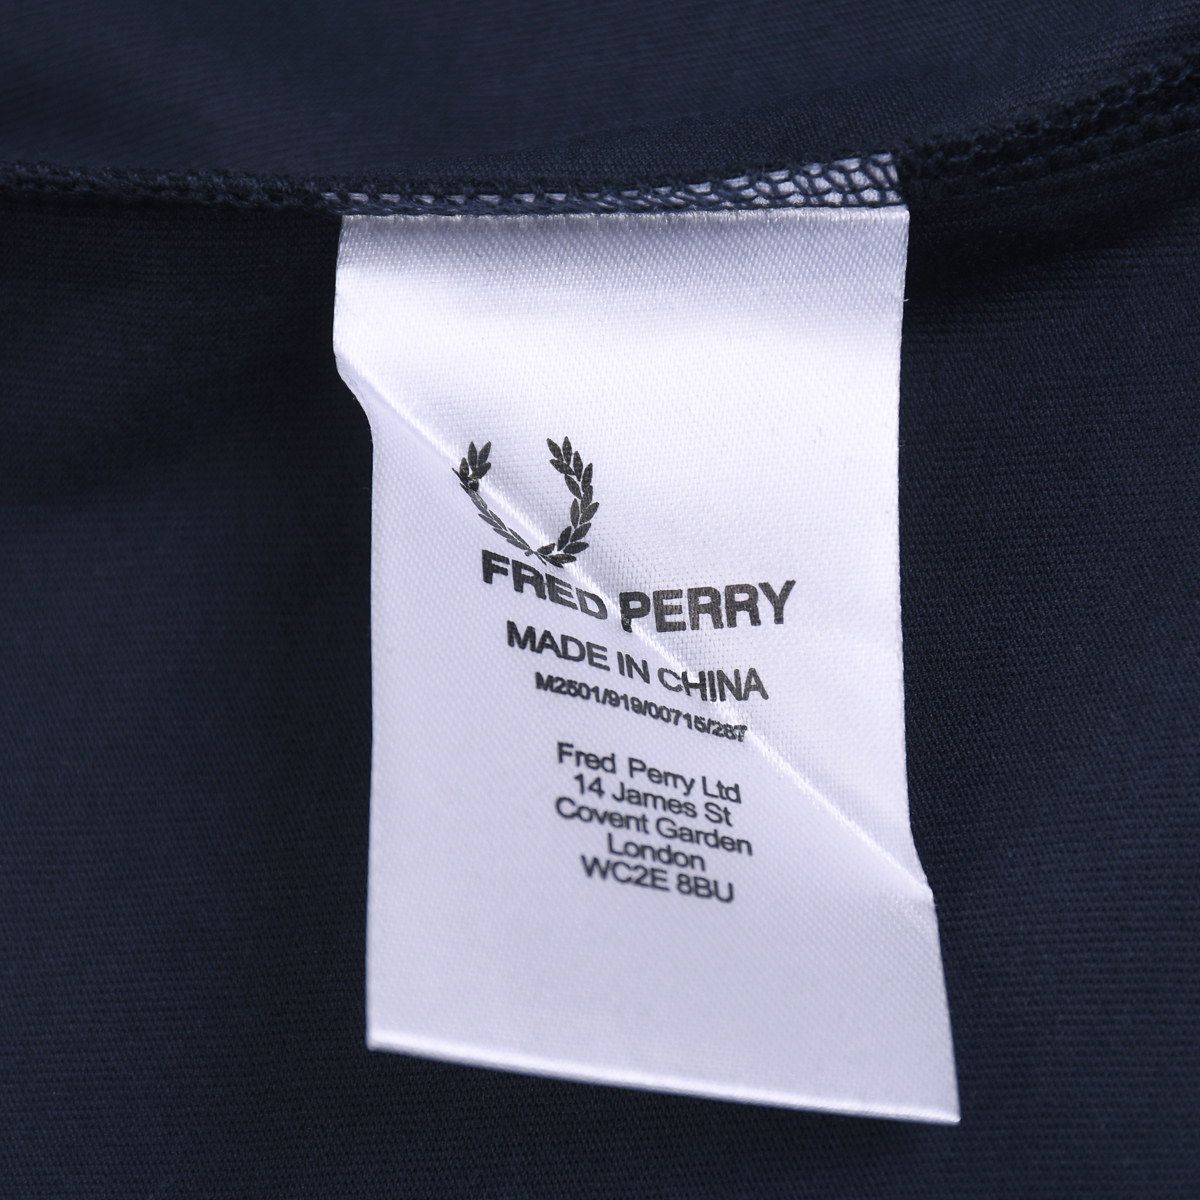 FRED PERRY
MADE IN CHINA
M2501/919/00715/287
Fred Perry Ltd
14 James St
Covent Garden
London
WC2E 8BU